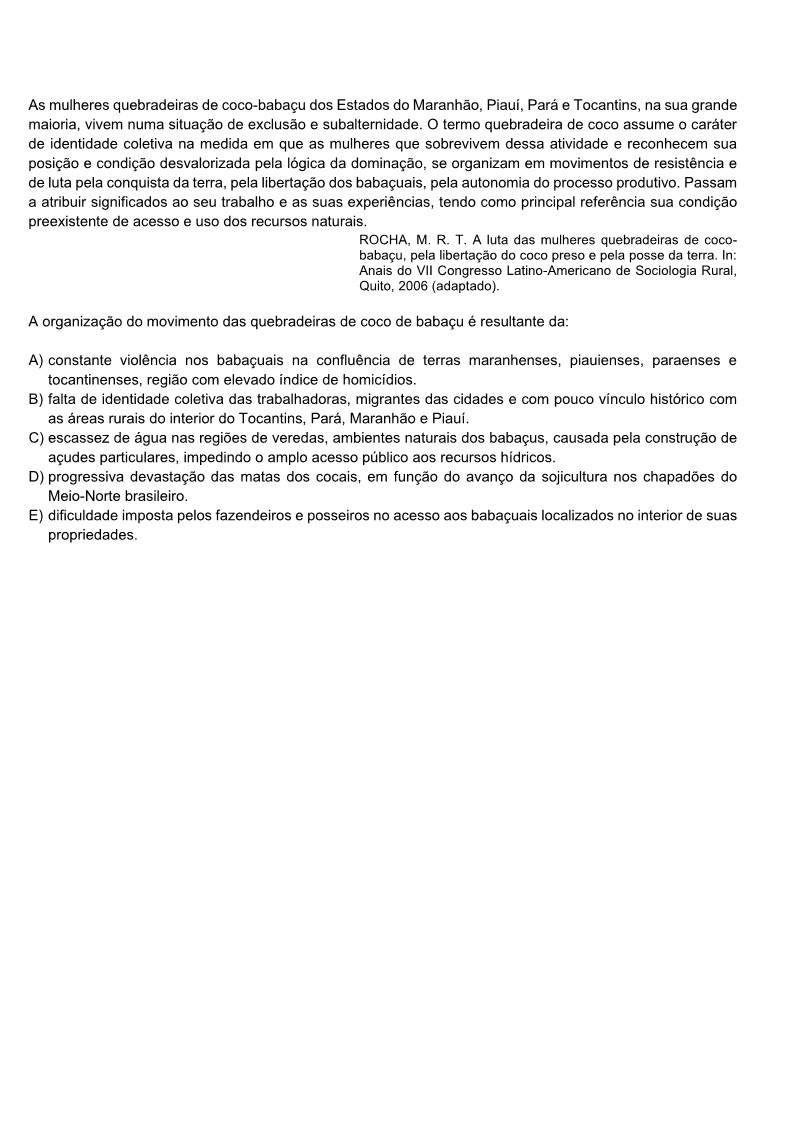 As mulheres quebradeiras de coco-babaçu dos Estados do Maranhão, Piauí, Pará e Tocantins, na sua grande
maioria, vivem numa situação de exclusão e subalternidade. O termo quebradeira de coco assume o caráter
de identidade coletiva na medida em que as mulheres que sobrevivem dessa atividade e reconhecem sua
posição e condição desvalorizada pela lógica da dominação, se organizam em movimentos de resistência e
de luta pela conquista da terra, pela libertação dos babaçuais, pela autonomia do processo produtivo. Passam
a atribuir significados ao seu trabalho e as suas experiências, tendo como principal referência sua condição
preexistente de acesso e uso dos recursos naturais.
ROCHA, M. R. T. A luta das mulheres quebradeiras de coco-
babaçu, pela libertação do coco preso e pela posse da terra. In:
Anais do VII Congresso Latino-Americano de Sociologia Rural,
Quito, 2006 (adaptado).
A organização do movimento das quebradeiras de coco de babaçu é resultante da:
A) constante violência nos babaçuais na confluência de terras maranhenses, piauienses, paraenses e
tocantinenses, região com elevado índice de homicídios.
B) falta de identidade coletiva das trabalhadoras, migrantes das cidades e com pouco vínculo histórico com
as áreas rurais do interior do Tocantins, Pará, Maranhão e Piauí.
C) escassez de água nas regiões de veredas, ambientes naturais dos babaçus, causada pela construção de
açudes particulares, impedindo o amplo acesso público aos recursos hídricos.
D) progressiva devastação das matas dos cocais, em função do avanço da sojicultura nos chapadões do
Meio-Norte brasileiro.
E) dificuldade imposta pelos fazendeiros e posseiros no acesso aos babaçuais localizados no interior de suas
propriedades.